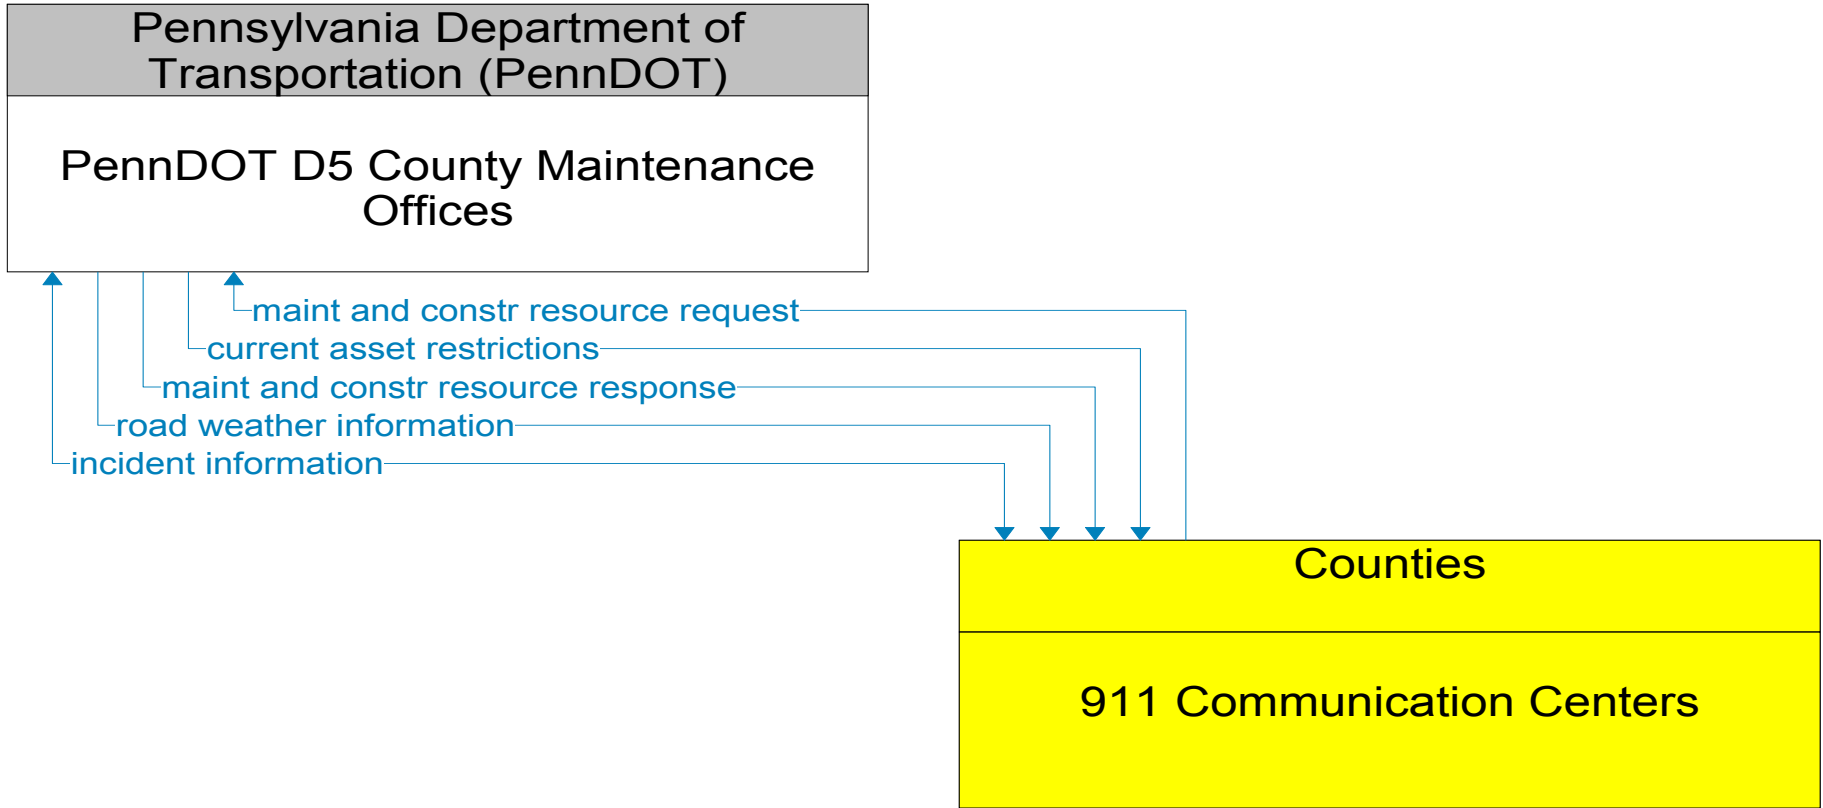 Pennsylvania Department of
Transportation (PennDOT)
PennDOT D5 County Maintenance
Offices
maint and constr resource request
current asset restrictions
maint and constr resource response
road weather information
incident information
Counties
911 Communication Centers